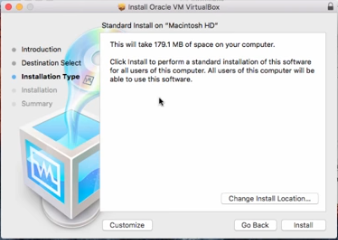 Install Oracle VM VirtualBox
Standard Install on "Macintosh HD"
Introduction
Destination Select
Installation Type
Installation
Summary
This will take 179.1 MB of space on your computer.
Click Install to perform a standard installation of this software
for all users of this computer. All users of this computer will be
able to use this software.
Change Install Location...
Customize
Go Back
Install